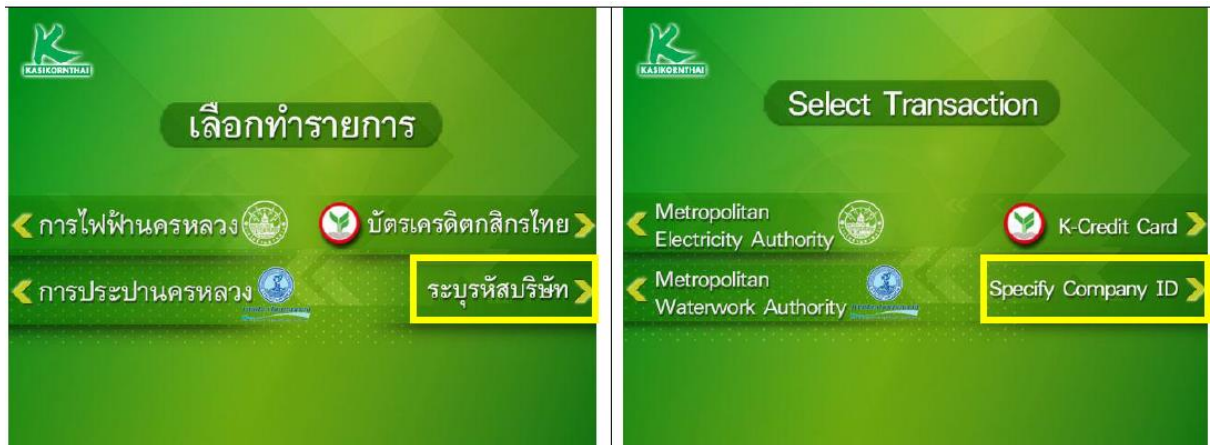 KASIKORNTHAI
เลือกทำรายการ
การไฟฟ้านครหลวง
บัตรเครดิตกสิกรไทย
การประปานครหลวง
ระบุรหัสบริษัท
KASIKORNTHAI
Select Transaction
Metropolitan
Electricity Authority
K-Credit Card
Metropolitan
Waterwork Authority
Specify Company ID